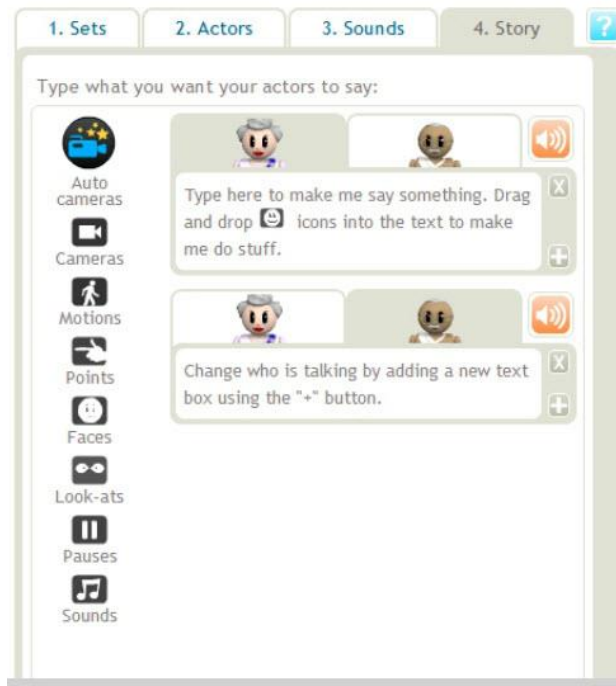 1. Sets
2. Actors
3. Sounds
4. Story
?
Type what you want your actors to say:
Auto
cameras
Cameras
Motions
Points
Faces
Look-ats
Pauses
Sounds
Type here to make me say something. Drag
and drop icons into the text to make
me do stuff.
X
+
Change who is talking by adding a new text
box using the "+" button.
X
+